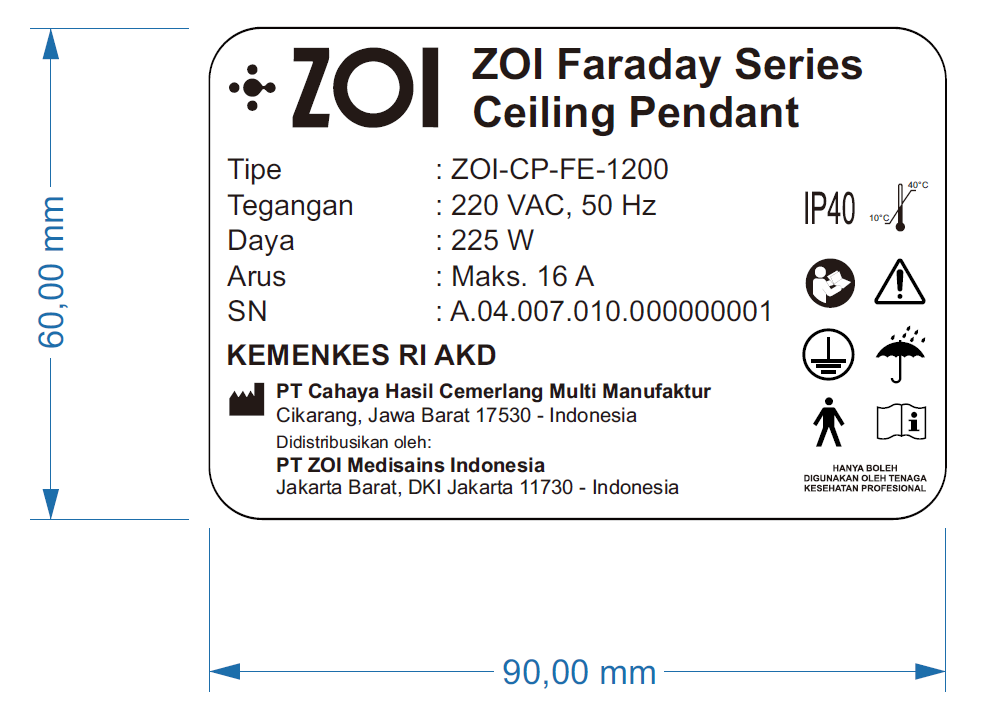 ZOI
ZOI Faraday Series
Ceiling Pendant
Tipe : ZOI-CP-FE-1200
Tegangan : 220 VAC, 50 Hz
Daya : 225 W
Arus : Maks. 16 A
SN : A.04.007.010.000000001
IP40
40°C
10°C
KEMENKES RI AKD
PT Cahaya Hasil Cemerlang Multi Manufaktur
Cikarang, Jawa Barat 17530 - Indonesia
Didistribusikan oleh:
PT ZOI Medisains Indonesia
Jakarta Barat, DKI Jakarta 11730 - Indonesia
i
HANYA BOLEH
DIGUNAKAN OLEH TENAGA
KESEHATAN PROFESIONAL
60,00 mm
90,00 mm